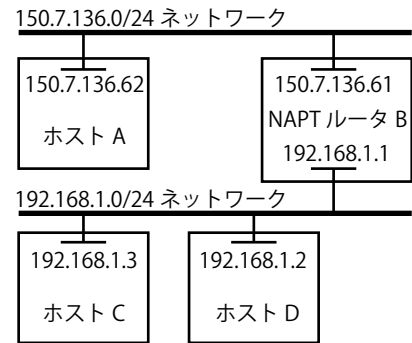 150.7.136.0/24 ネットワーク
150.7.136.62
ホスト A
150.7.136.61
NAPT ルータ B
192.168.1.1
192.168.1.0/24 ネットワーク
192.168.1.3
ホスト C
192.168.1.2
ホスト D